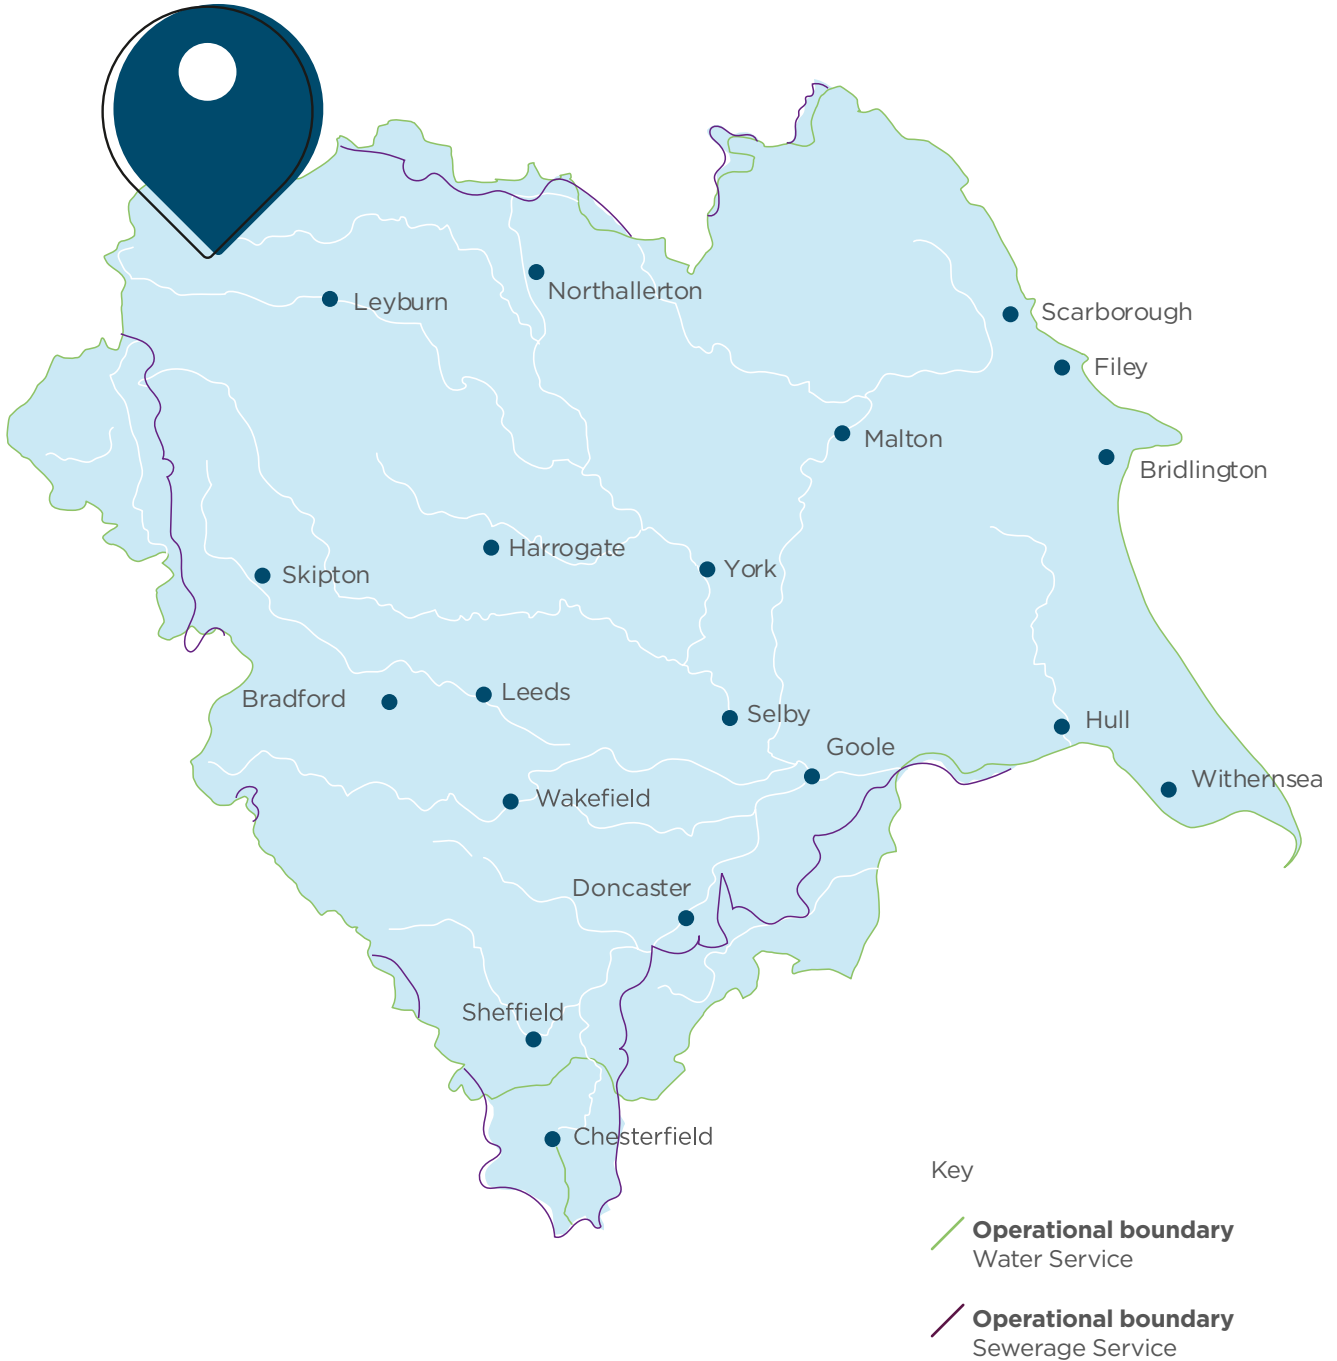 Northallerton
Leyburn
Scarborough
Filey
Malton
Bridlington
Harrogate
York
Skipton
Leeds
Bradford
Selby
Hull
Goole
Withernsea
Wakefield
Doncaster
Sheffield
Chesterfield
Key
Operational boundary
Water Service
Operational boundary
Sewerage Service